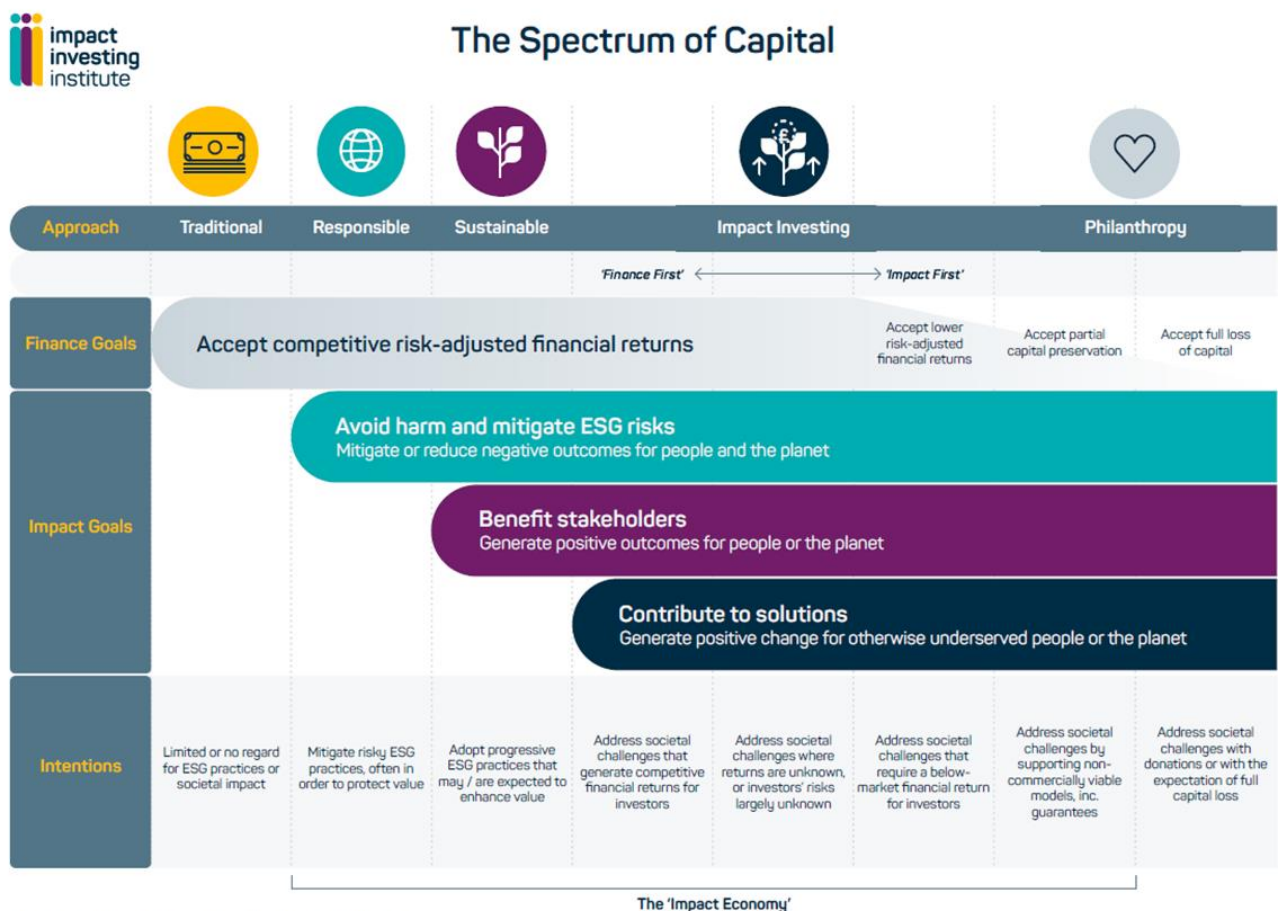 impact
investing
institute
The Spectrum of Capital
£
Approach
Traditional
Responsible
Sustainable
Impact Investing
Philanthropy
'Finance First'
'Impact First'
Finance Goals
Accept competitive risk-adjusted financial returns
Accept lower
risk-adjusted
financial returns
Accept partial
capital preservation
Accept full loss
of capital
Impact Goals
Avoid harm and mitigate ESG risks
Mitigate or reduce negative outcomes for people and the planet
Benefit stakeholders
Generate positive outcomes for people or the planet
Contribute to solutions
Generate positive change for otherwise underserved people or the planet
Intentions
Limited or no regard
for ESG practices or
societal impact
Mitigate risky ESG
practices, often in
order to protect value
Adopt progressive
ESG practices that
may / are expected to
enhance value
Address societal
challenges that
generate competitive
financial returns for
investors
Address societal
challenges where
returns are unknown,
or investors' risks
largely unknown
Address societal
challenges that
require a below-
market financial return
for investors
Address societal
challenges by
supporting non-
commercially viable
models, inc.
guarantees
Address societal
challenges with
donations or with the
expectation of full
capital loss
The 'Impact Economy'